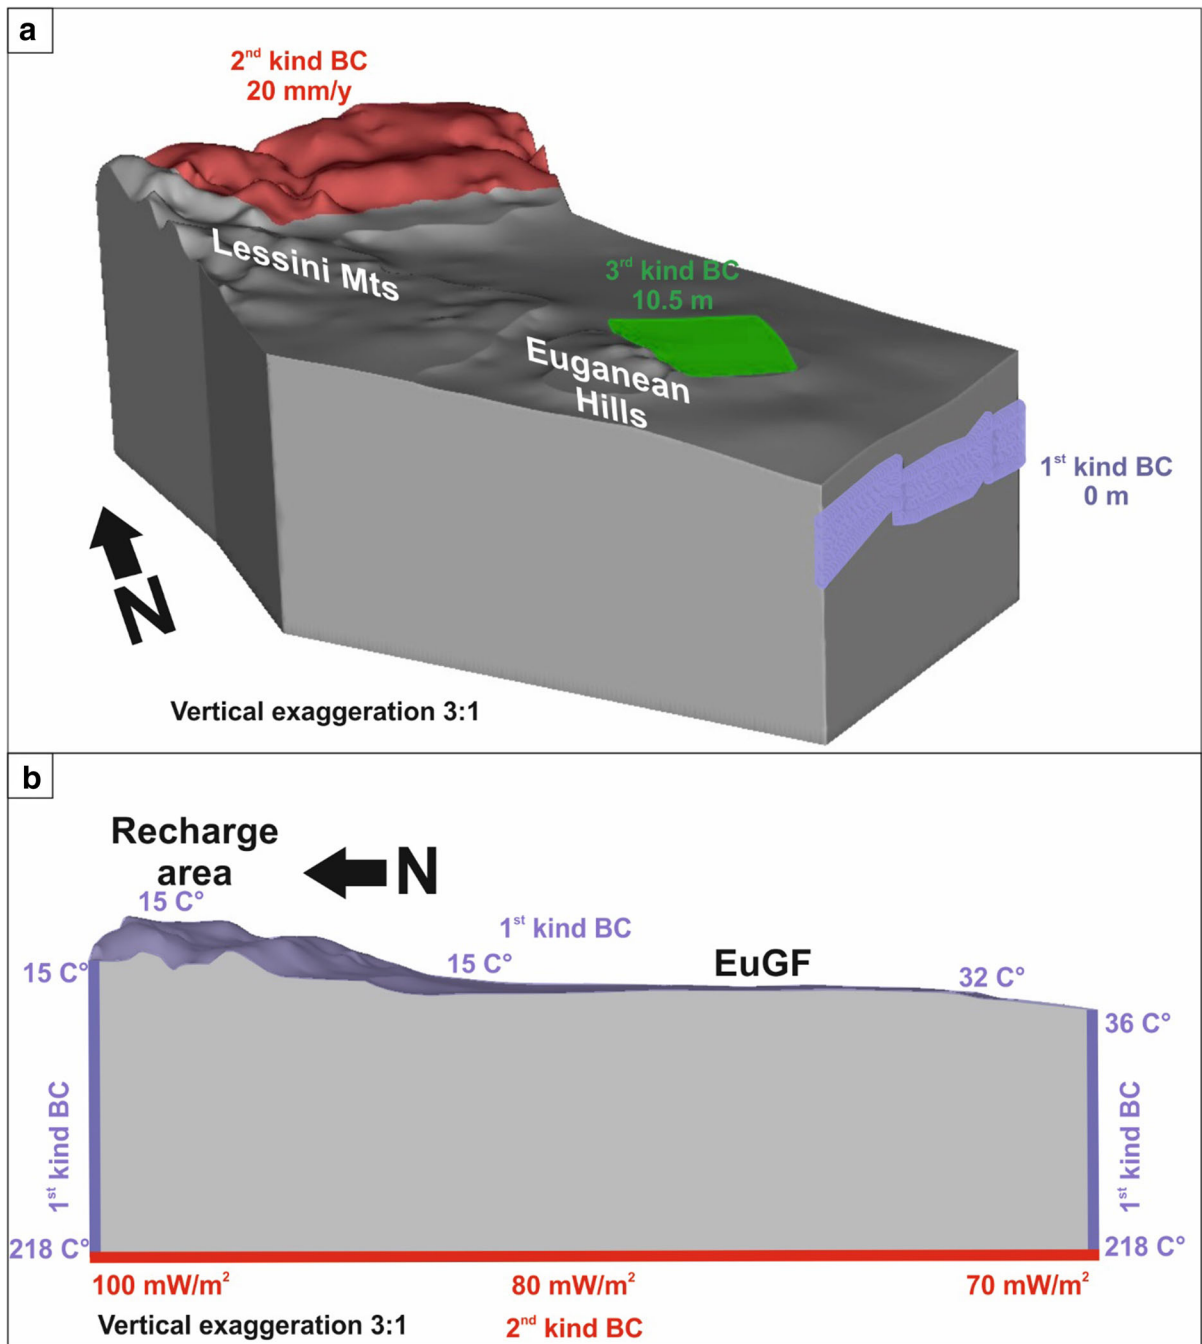 a
2nd kind BC
20 mm/y
Lessini Mts
3rd kind BC
10.5 m
Euganean
Hills
1st kind BC
0 m
N
Vertical exaggeration 3:1
b
Recharge
area
N
15 C°
1st kind BC
15 C°
15 C°
EuGF
32 C°
36 C°
1st kind BC
1st kind BC
218 C°
218 C°
100 mW/m²
80 mW/m²
70 mW/m²
Vertical exaggeration 3:1
2nd kind BC